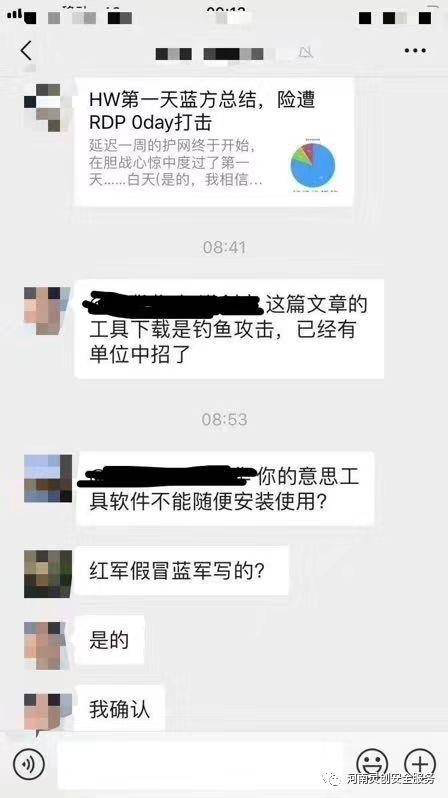 HW第一天蓝方总结，险遭
RDP 0day打击
延迟一周的护网终于开始，
在胆战心惊中度过了第一
天......白天(是的，我相信...
08:41
这篇文章的
工具下载是钓鱼攻击，已经有
单位中招了
08:53
你的意思工
具软件不能随便安装使用？
红军假冒蓝军写的？
是的
我确认
河南灵创安全服务